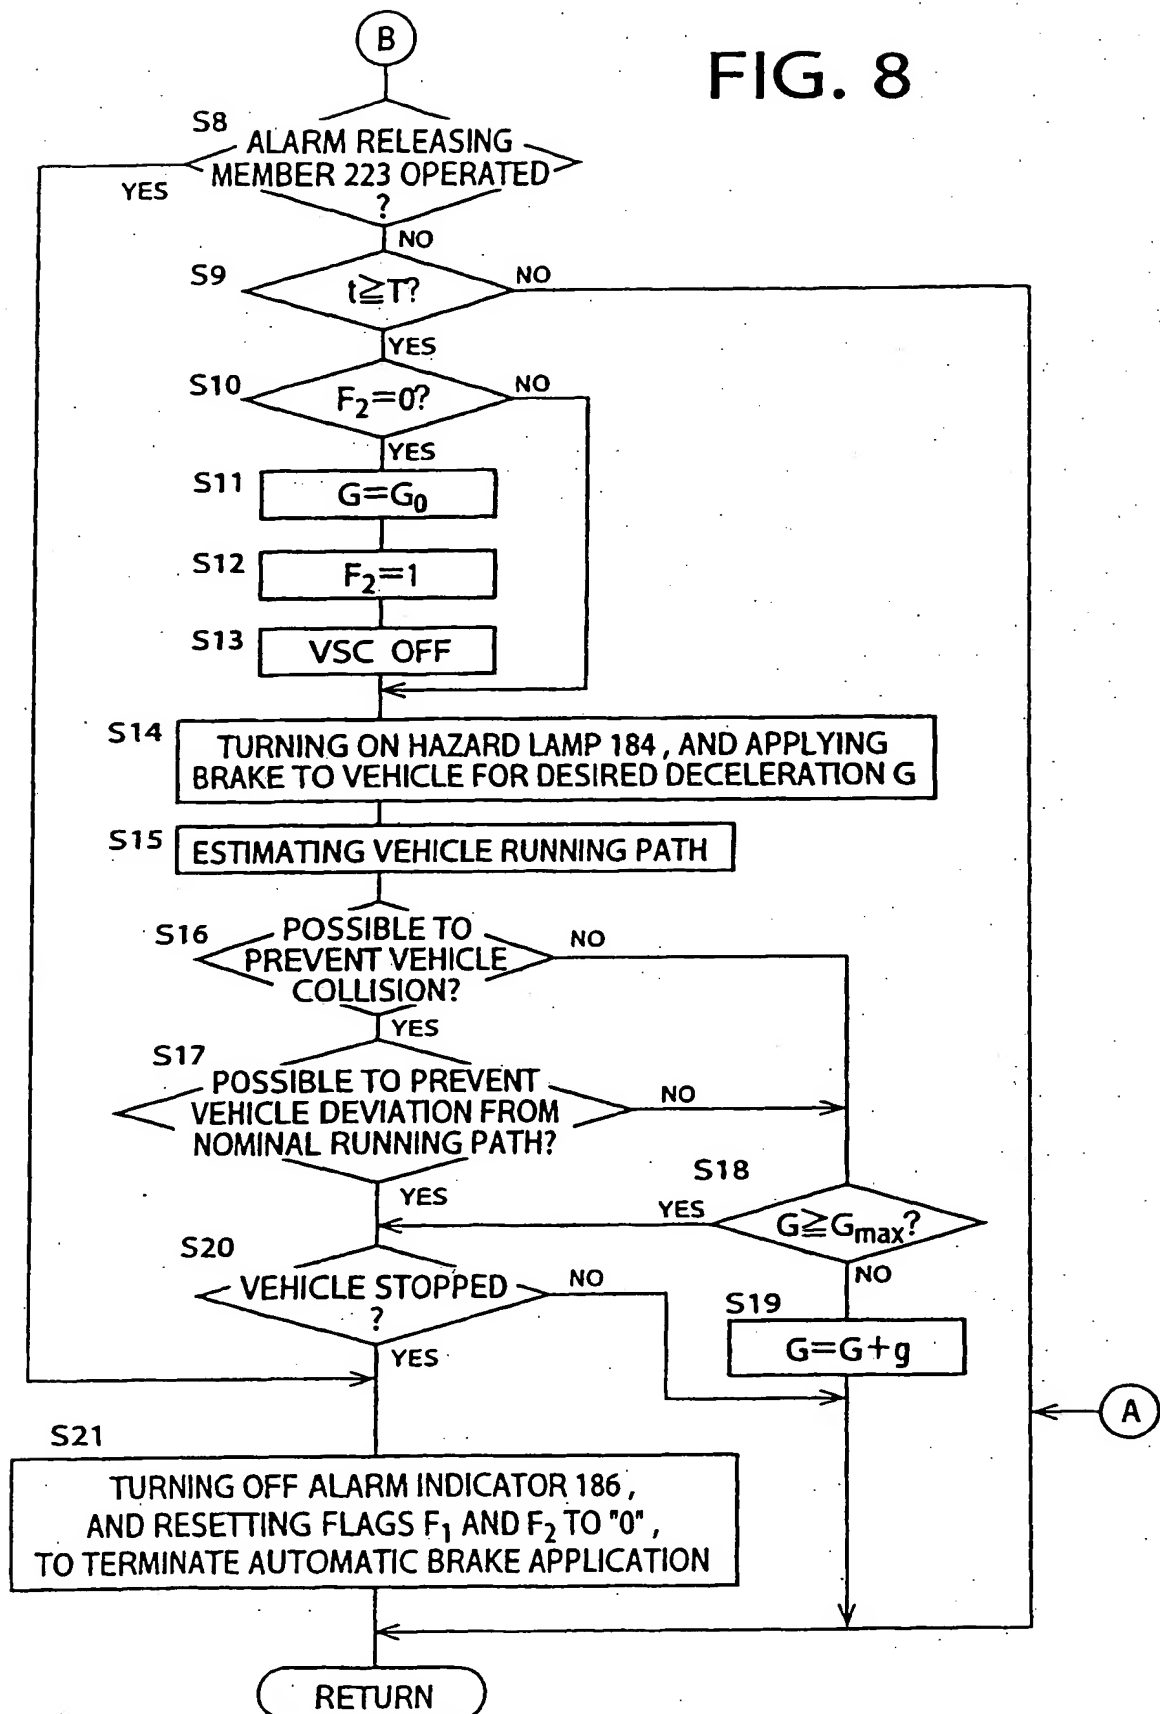 B
FIG. 8
S8
ALARM RELEASING
MEMBER 223 OPERATED
?
YES
NO
S9
t≧T?
NO
YES
S10
F₂=0?
NO
YES
S11
G=G₀
S12
F₂=1
S13
VSC OFF
S14
TURNING ON HAZARD LAMP 184, AND APPLYING
BRAKE TO VEHICLE FOR DESIRED DECELERATION G
S15
ESTIMATING VEHICLE RUNNING PATH
S16
POSSIBLE TO
PREVENT VEHICLE
COLLISION?
NO
YES
S17
POSSIBLE TO PREVENT
VEHICLE DEVIATION FROM
NOMINAL RUNNING PATH?
NO
YES
S18
G≧Gmax?
YES
NO
S19
G=G+g
S20
VEHICLE STOPPED
?
NO
YES
A
S21
TURNING OFF ALARM INDICATOR 186,
AND RESETTING FLAGS F₁ AND F₂ TO "0",
TO TERMINATE AUTOMATIC BRAKE APPLICATION
RETURN